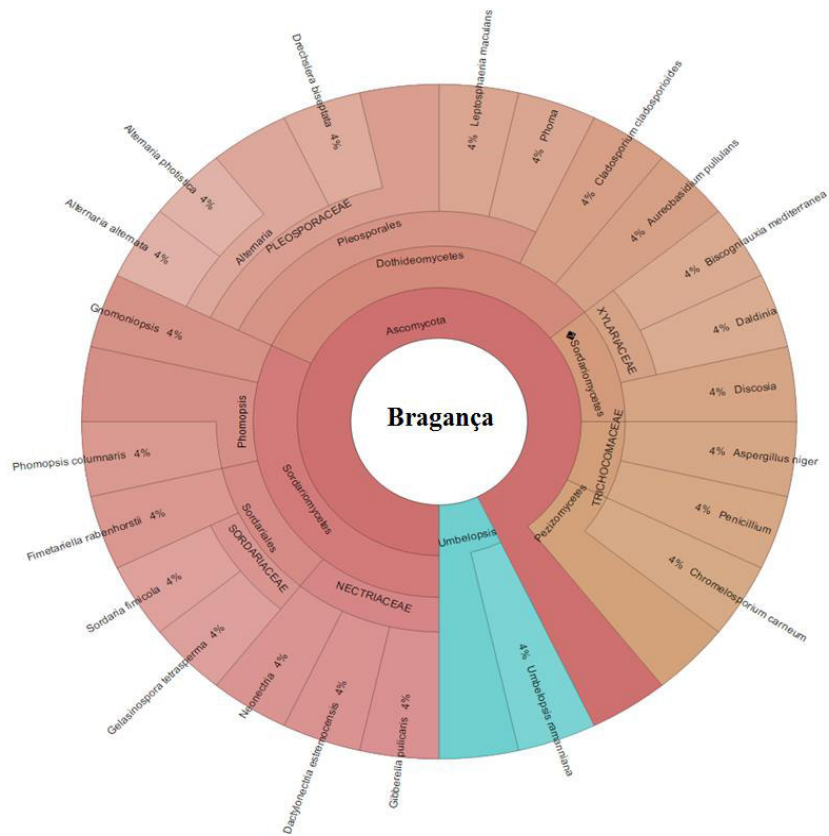 Bragança
Ascomycota
Dothideomycetes
Pleosporales
PLEOSPORACEAE
Alternaria
Alternaria alternata 4%
Alternaria photistica 4%
Drechslera biseptata 4%
4% Leptosphaeria maculans
4% Phoma
4% Cladosporium cladosporioides
4% Aureobasidium pullulans
Sordariomycetes
XYLARIACEAE
4% Biscogniauxia mediterranea
4% Daldinia
4% Discosia
TRICHOCOMACEAE
4% Aspergillus niger
4% Penicillium
Pezizomycetes
4% Chromelosporium carneum
Umbelopsis
4% Umbelopsis ramanniana
Sordariomycetes
NECTRIACEAE
Gibberella pulicaris 4%
Dactylonectria estremocensis 4%
Neonectria 4%
Sordariales
SORDARIACEAE
Gelasinospora tetrasperma 4%
Sordaria fimicola 4%
Fimetariella rabenhorstii 4%
Phomopsis
Phomopsis columnaris 4%
Gnomoniopsis 4%